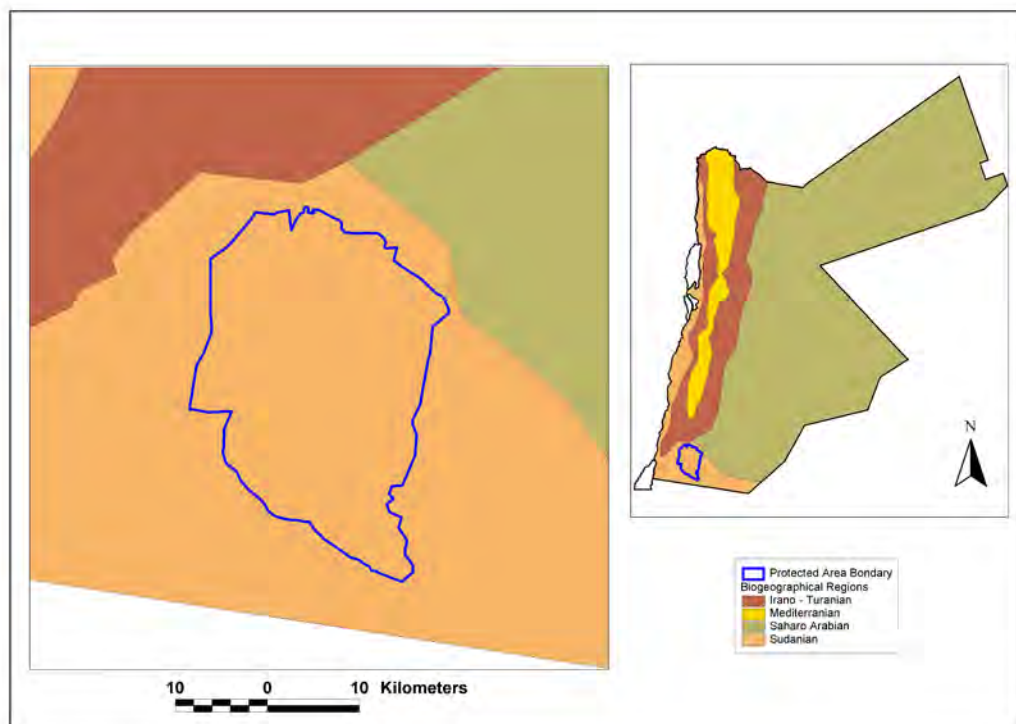 N
Protected Area Bondary
Biogeographical Regions
Irano - Turanian
Mediterranian
Saharo Arabian
Sudanian
10 0 10 Kilometers